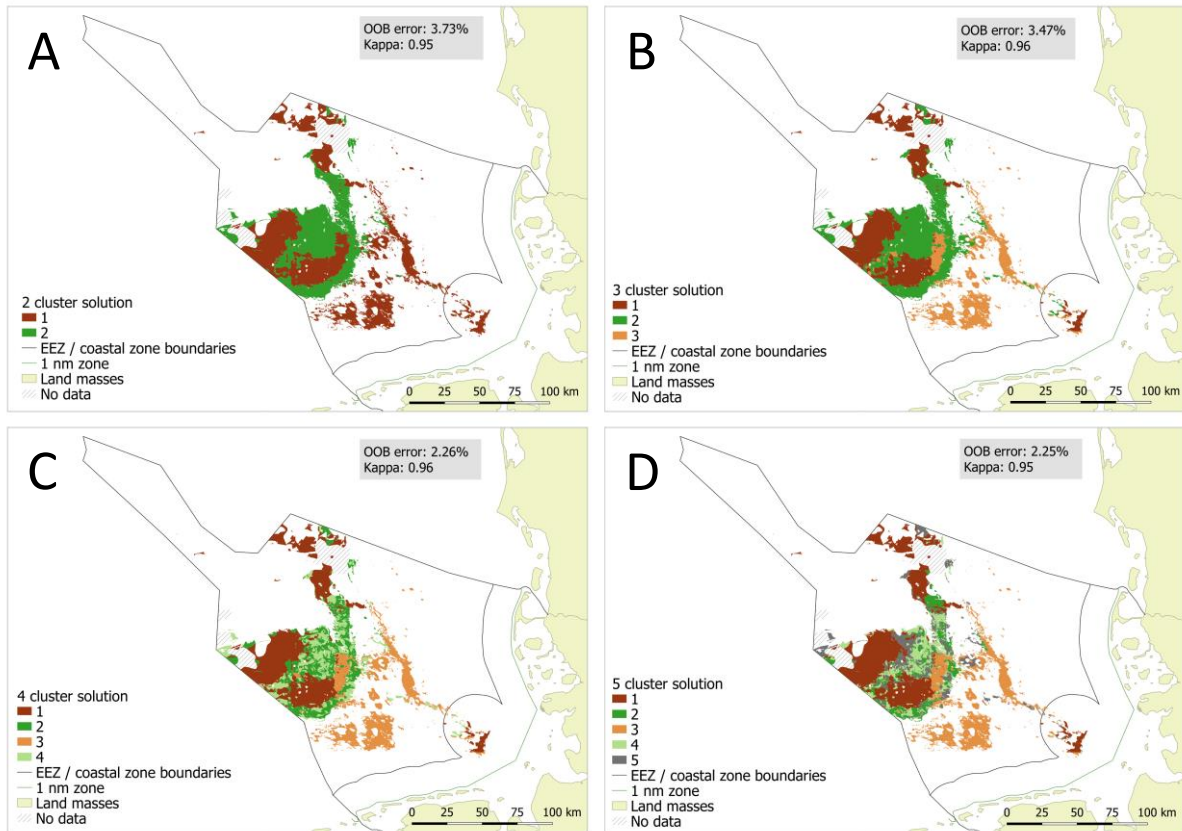 A
OOB error: 3.73%
Kappa: 0.95
2 cluster solution
1
2
EEZ / coastal zone boundaries
1 nm zone
Land masses
No data
0 25 50 75 100 km
B
OOB error: 3.47%
Kappa: 0.96
3 cluster solution
1
2
3
EEZ / coastal zone boundaries
1 nm zone
Land masses
No data
0 25 50 75 100 km
C
OOB error: 2.26%
Kappa: 0.96
4 cluster solution
1
2
3
4
EEZ / coastal zone boundaries
1 nm zone
Land masses
No data
0 25 50 75 100 km
D
OOB error: 2.25%
Kappa: 0.95
5 cluster solution
1
2
3
4
5
EEZ / coastal zone boundaries
1 nm zone
Land masses
No data
0 25 50 75 100 km